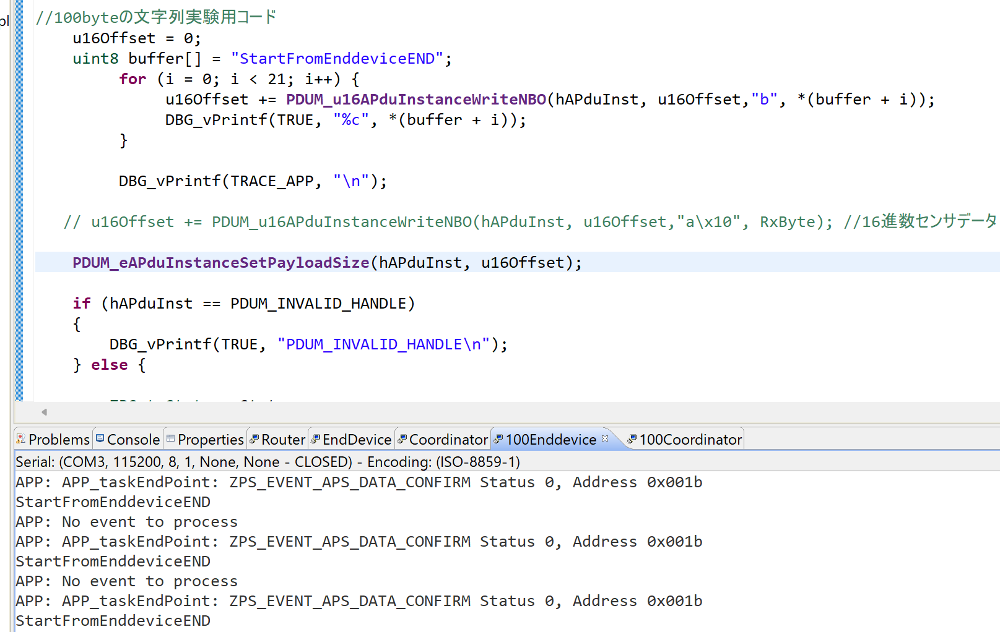 //100byteの文字列実験用コード
pl
u16Offset = 0;
uint8 buffer[] = "StartFromEnddeviceEND";
for (i = 0; i < 21; i++) {
u16Offset += PDUM_u16APduInstanceWriteNBO(hAPduInst, u16Offset,"b", *(buffer + i));
DBG_vPrintf(TRUE, "%c", *(buffer + i));
}
DBG_vPrintf(TRACE_APP, "\n");
// u16Offset += PDUM_u16APduInstanceWriteNBO(hAPduInst, u16Offset,"a\x10", RxByte); //16進数センサデータ
PDUM_eAPduInstanceSetPayloadSize(hAPduInst, u16Offset);
if (hAPduInst == PDUM_INVALID_HANDLE)
{
DBG_vPrintf(TRUE, "PDUM_INVALID_HANDLE\n");
} else {
Problems Console Properties Router EndDevice Coordinator 100Enddevice 100Coordinator
Serial: (COM3, 115200, 8, 1, None, None - CLOSED) - Encoding: (ISO-8859-1)
APP: APP_taskEndPoint: ZPS_EVENT_APS_DATA_CONFIRM Status 0, Address 0x001b
StartFromEnddeviceEND
APP: No event to process
APP: APP_taskEndPoint: ZPS_EVENT_APS_DATA_CONFIRM Status 0, Address 0x001b
StartFromEnddeviceEND
APP: No event to process
APP: APP_taskEndPoint: ZPS_EVENT_APS_DATA_CONFIRM Status 0, Address 0x001b
StartFromEnddeviceEND